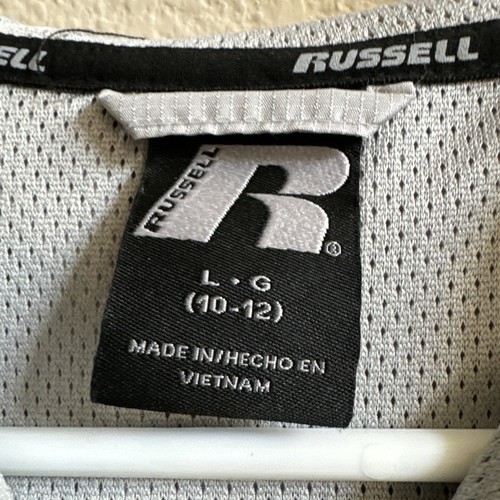 RUSSELL
RUSSELL
R®
L • G
(10-12)
MADE IN/HECHO EN
VIETNAM